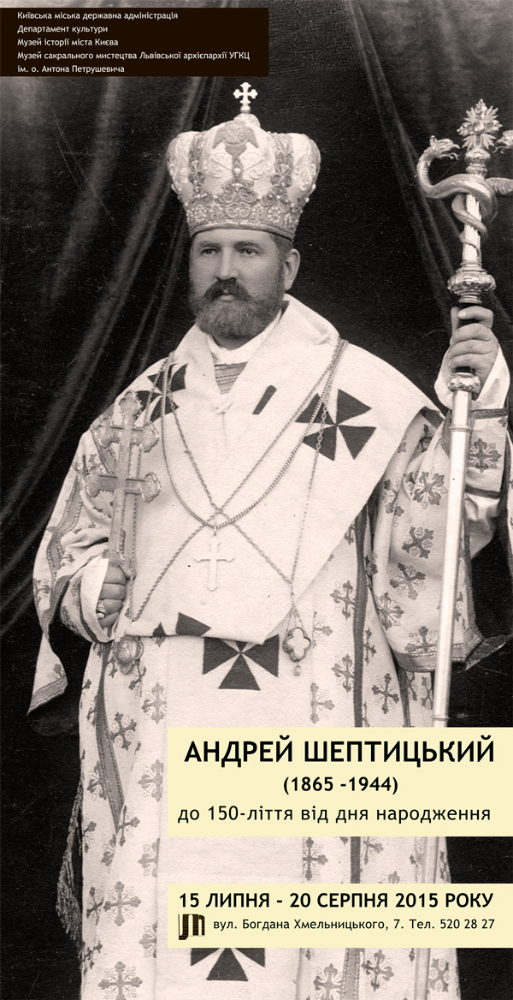 Київська міська державна адміністрація
Департамент культури
Музей історії міста Києва
Музей сакрального мистецтва Львівської архієпархії УГКЦ
ім. о. Антона Петрушевича
АНДРЕЙ ШЕПТИЦЬКИЙ
(1865 -1944)
до 150-ліття від дня народження
15 ЛИПНЯ - 20 СЕРПНЯ 2015 РОКУ
вул. Богдана Хмельницького, 7. Тел. 520 28 27